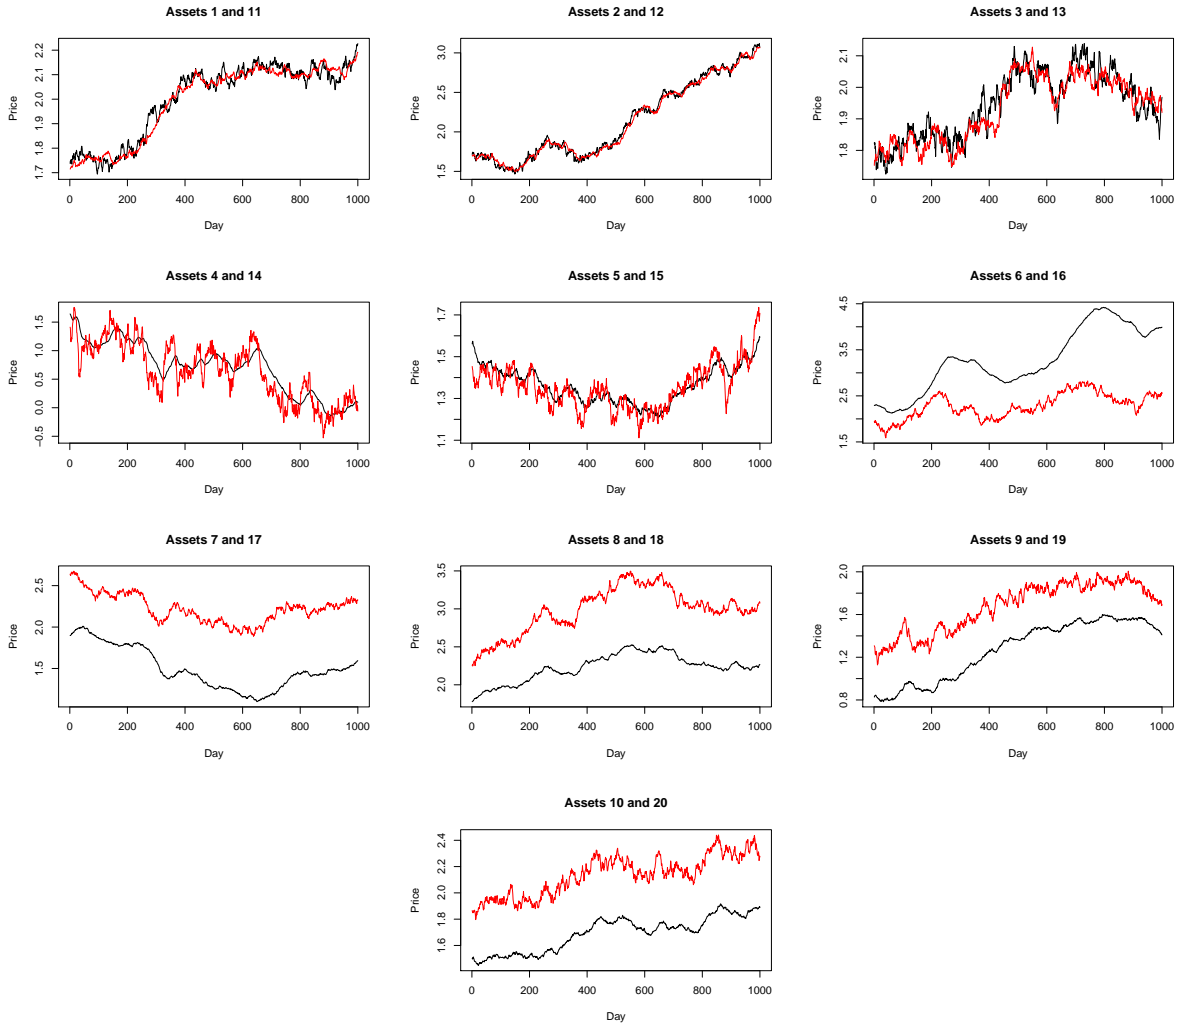 Assets 1 and 11
Price
1.7 1.8 1.9 2.0 2.1 2.2
0 200 400 600 800 1000
Day
Assets 2 and 12
Price
1.5 2.0 2.5 3.0
0 200 400 600 800 1000
Day
Assets 3 and 13
Price
1.8 1.9 2.0 2.1
0 200 400 600 800 1000
Day
Assets 4 and 14
Price
−0.5 0.0 0.5 1.0 1.5
0 200 400 600 800 1000
Day
Assets 5 and 15
Price
1.1 1.3 1.5 1.7
0 200 400 600 800 1000
Day
Assets 6 and 16
Price
1.5 2.5 3.5 4.5
0 200 400 600 800 1000
Day
Assets 7 and 17
Price
1.5 2.0 2.5
0 200 400 600 800 1000
Day
Assets 8 and 18
Price
2.0 2.5 3.0 3.5
0 200 400 600 800 1000
Day
Assets 9 and 19
Price
0.8 1.2 1.6 2.0
0 200 400 600 800 1000
Day
Assets 10 and 20
Price
1.6 1.8 2.0 2.2 2.4
0 200 400 600 800 1000
Day